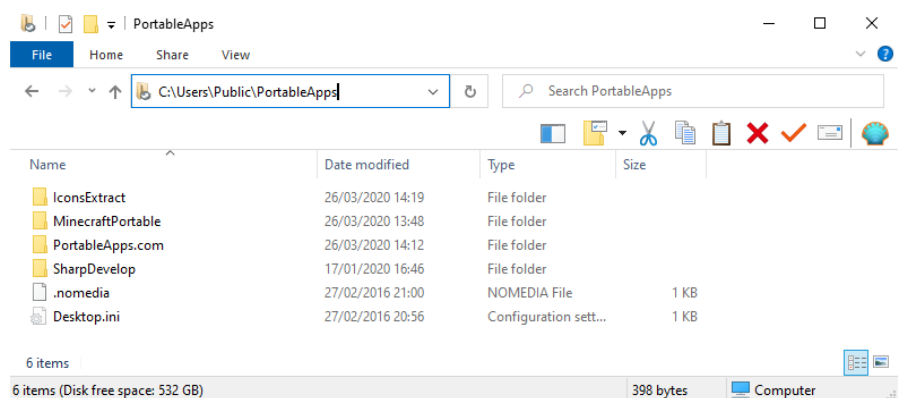 PortableApps
File Home Share View
C:\Users\Public\PortableApps Search PortableApps
Name Date modified Type Size
IconsExtract 26/03/2020 14:19 File folder
MinecraftPortable 26/03/2020 13:48 File folder
PortableApps.com 26/03/2020 14:12 File folder
SharpDevelop 17/01/2020 16:46 File folder
.nomedia 27/02/2016 21:00 NOMEDIA File 1 KB
Desktop.ini 27/02/2016 20:56 Configuration sett... 1 KB
6 items
6 items (Disk free space: 532 GB) 398 bytes Computer